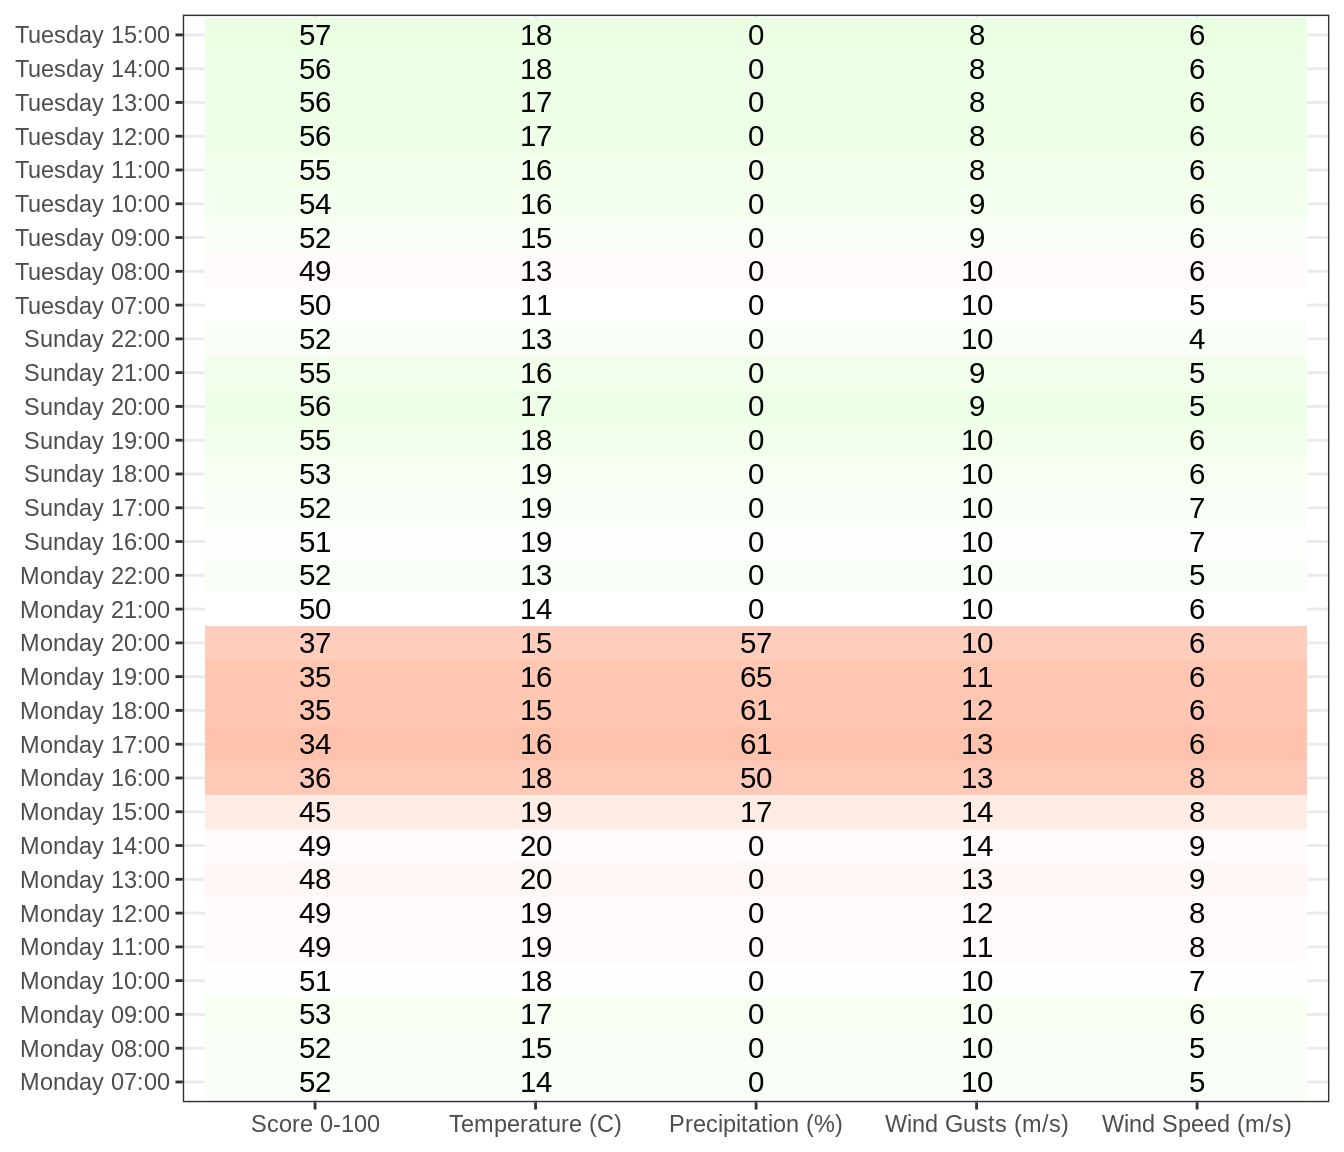 Tuesday 15:00 57 18 0 8 6
Tuesday 14:00 56 18 0 8 6
Tuesday 13:00 56 17 0 8 6
Tuesday 12:00 56 17 0 8 6
Tuesday 11:00 55 16 0 8 6
Tuesday 10:00 54 16 0 9 6
Tuesday 09:00 52 15 0 9 6
Tuesday 08:00 49 13 0 10 6
Tuesday 07:00 50 11 0 10 5
Sunday 22:00 52 13 0 10 4
Sunday 21:00 55 16 0 9 5
Sunday 20:00 56 17 0 9 5
Sunday 19:00 55 18 0 10 6
Sunday 18:00 53 19 0 10 6
Sunday 17:00 52 19 0 10 7
Sunday 16:00 51 19 0 10 7
Monday 22:00 52 13 0 10 5
Monday 21:00 50 14 0 10 6
Monday 20:00 37 15 57 10 6
Monday 19:00 35 16 65 11 6
Monday 18:00 35 15 61 12 6
Monday 17:00 34 16 61 13 6
Monday 16:00 36 18 50 13 8
Monday 15:00 45 19 17 14 8
Monday 14:00 49 20 0 14 9
Monday 13:00 48 20 0 13 9
Monday 12:00 49 19 0 12 8
Monday 11:00 49 19 0 11 8
Monday 10:00 51 18 0 10 7
Monday 09:00 53 17 0 10 6
Monday 08:00 52 15 0 10 5
Monday 07:00 52 14 0 10 5
Score 0-100 Temperature (C) Precipitation (%) Wind Gusts (m/s) Wind Speed (m/s)